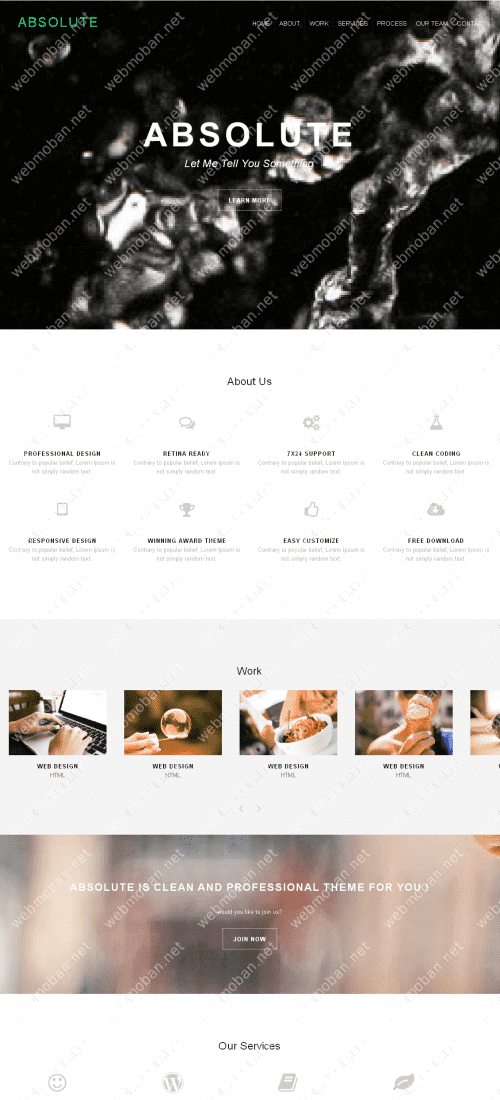 ABSOLUTE
HOME ABOUT WORK SERVICES PROCESS OUR TEAM CONTACT
ABSOLUTE
Let Me Tell You Something
LEARN MORE
About Us
PROFESSIONAL DESIGN
Contrary to popular belief, Lorem Ipsum is
not simply random text.
RETINA READY
Contrary to popular belief, Lorem Ipsum is
not simply random text.
7X24 SUPPORT
Contrary to popular belief, Lorem Ipsum is
not simply random text.
CLEAN CODING
Contrary to popular belief, Lorem Ipsum is
not simply random text.
RESPONSIVE DESIGN
Contrary to popular belief, Lorem Ipsum is
not simply random text.
WINNING AWARD THEME
Contrary to popular belief, Lorem Ipsum is
not simply random text.
EASY CUSTOMIZE
Contrary to popular belief, Lorem Ipsum is
not simply random text.
FREE DOWNLOAD
Contrary to popular belief, Lorem Ipsum is
not simply random text.
Work
WEB DESIGN
HTML
WEB DESIGN
HTML
WEB DESIGN
HTML
WEB DESIGN
HTML
ABSOLUTE IS CLEAN AND PROFESSIONAL THEME FOR YOU !
would you like to join us?
JOIN NOW
Our Services
webmoban.net